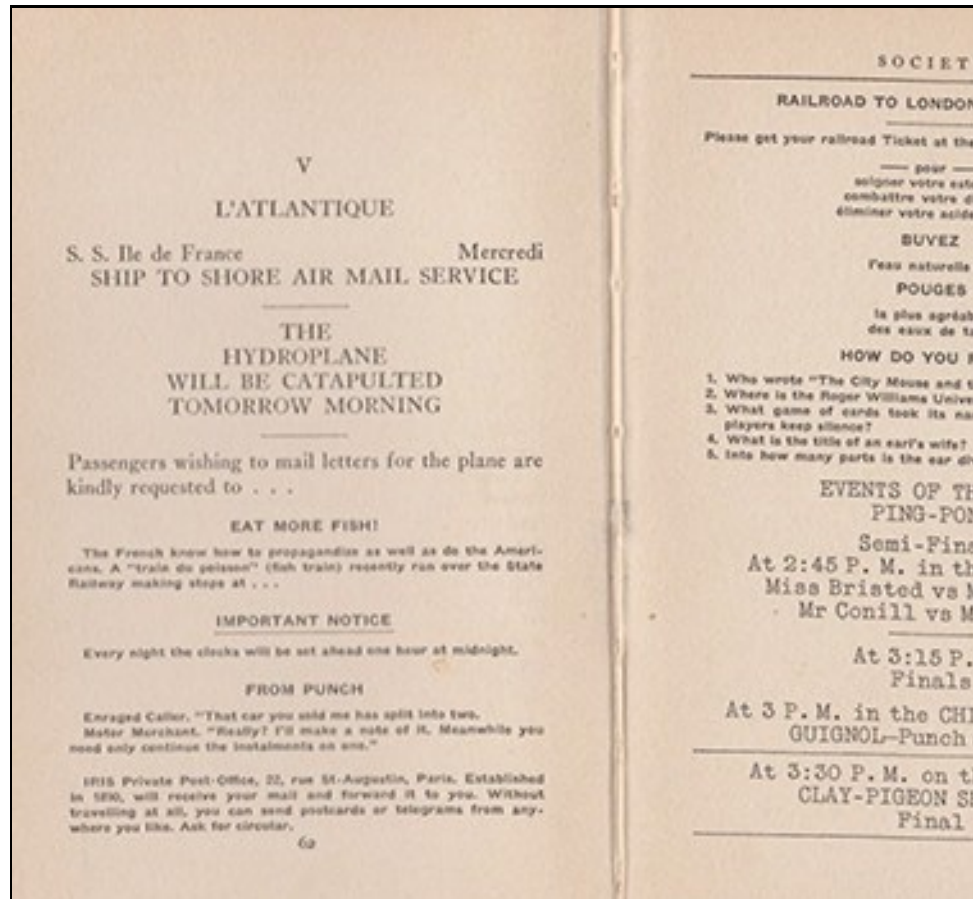 V
L'ATLANTIQUE
S. S. Ile de France Mercredi
SHIP TO SHORE AIR MAIL SERVICE
THE
HYDROPLANE
WILL BE CATAPULTED
TOMORROW MORNING
Passengers wishing to mail letters for the plane are
kindly requested to . . .
EAT MORE FISH!
The French know how to propagandize as well as do the Ameri-
cans. A "train du poisson" (fish train) recently ran over the State
Railway making stops at . . .
IMPORTANT NOTICE
Every night the clocks will be set ahead one hour at midnight.
FROM PUNCH
Enraged Caller. "That car you sold me has split into two.
Motor Merchant. "Really? I'll make a note of it. Meanwhile you
need only continue the instalments on one."
IRIS Private Post-Office, 22, rue St-Augustin, Paris. Established
in 1890, will receive your mail and forward it to you. Without
travelling at all, you can send postcards or telegrams from any-
where you like. Ask for circular.
62
SOCIET
RAILROAD TO LONDON
Please get your railroad Ticket at the
— pour —
soigner votre est
combattre votre d
éliminer votre acide
BUVEZ
l'eau naturelle
POUGES
la plus agréab
des eaux de ta
HOW DO YOU R
1. Who wrote "The City Mouse and t
2. Where is the Roger Williams Unive
3. What game of cards took its na
players keep silence?
4. What is the title of an earl's wife?
5. Into how many parts is the ear di
EVENTS OF TH
PING-PON
Semi-Fina
At 2:45 P. M. in th
Miss Bristed vs M
Mr Conill vs M
At 3:15 P.
Finals
At 3 P. M. in the CHI
GUIGNOL—Punch
At 3:30 P. M. on th
CLAY-PIGEON S
Final